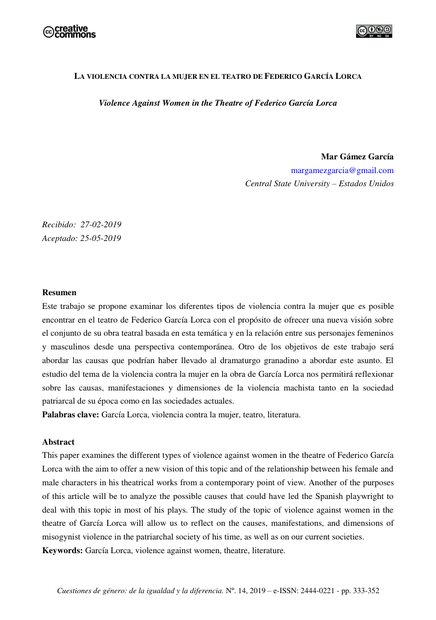 creative commons
LA VIOLENCIA CONTRA LA MUJER EN EL TEATRO DE FEDERICO GARCÍA LORCA
Violence Against Women in the Theatre of Federico García Lorca
Mar Gámez García
margamezgarcia@gmail.com
Central State University – Estados Unidos
Recibido: 27-02-2019
Aceptado: 25-05-2019
Resumen
Este trabajo se propone examinar los diferentes tipos de violencia contra la mujer que es posible
encontrar en el teatro de Federico García Lorca con el propósito de ofrecer una nueva visión sobre
el conjunto de su obra teatral basada en esta temática y en la relación entre sus personajes femeninos
y masculinos desde una perspectiva contemporánea. Otro de los objetivos de este trabajo será
abordar las causas que podrían haber llevado al dramaturgo granadino a abordar este asunto. El
estudio del tema de la violencia contra la mujer en la obra de García Lorca nos permitirá reflexionar
sobre las causas, manifestaciones y dimensiones de la violencia machista tanto en la sociedad
patriarcal de su época como en las sociedades actuales.
Palabras clave: García Lorca, violencia contra la mujer, teatro, literatura.
Abstract
This paper examines the different types of violence against women in the theatre of Federico García
Lorca with the aim to offer a new vision of this topic and of the relationship between his female and
male characters in his theatrical works from a contemporary point of view. Another of the purposes
of this article will be to analyze the possible causes that could have led the Spanish playwright to
deal with this topic in most of his plays. The study of the topic of violence against women in the
theatre of García Lorca will allow us to reflect on the causes, manifestations, and dimensions of
misogynist violence in the patriarchal society of his time, as well as on our current societies.
Keywords: García Lorca, violence against women, theatre, literature.
Cuestiones de género: de la igualdad y la diferencia. Nº. 14, 2019 – e-ISSN: 2444-0221 - pp. 333-352